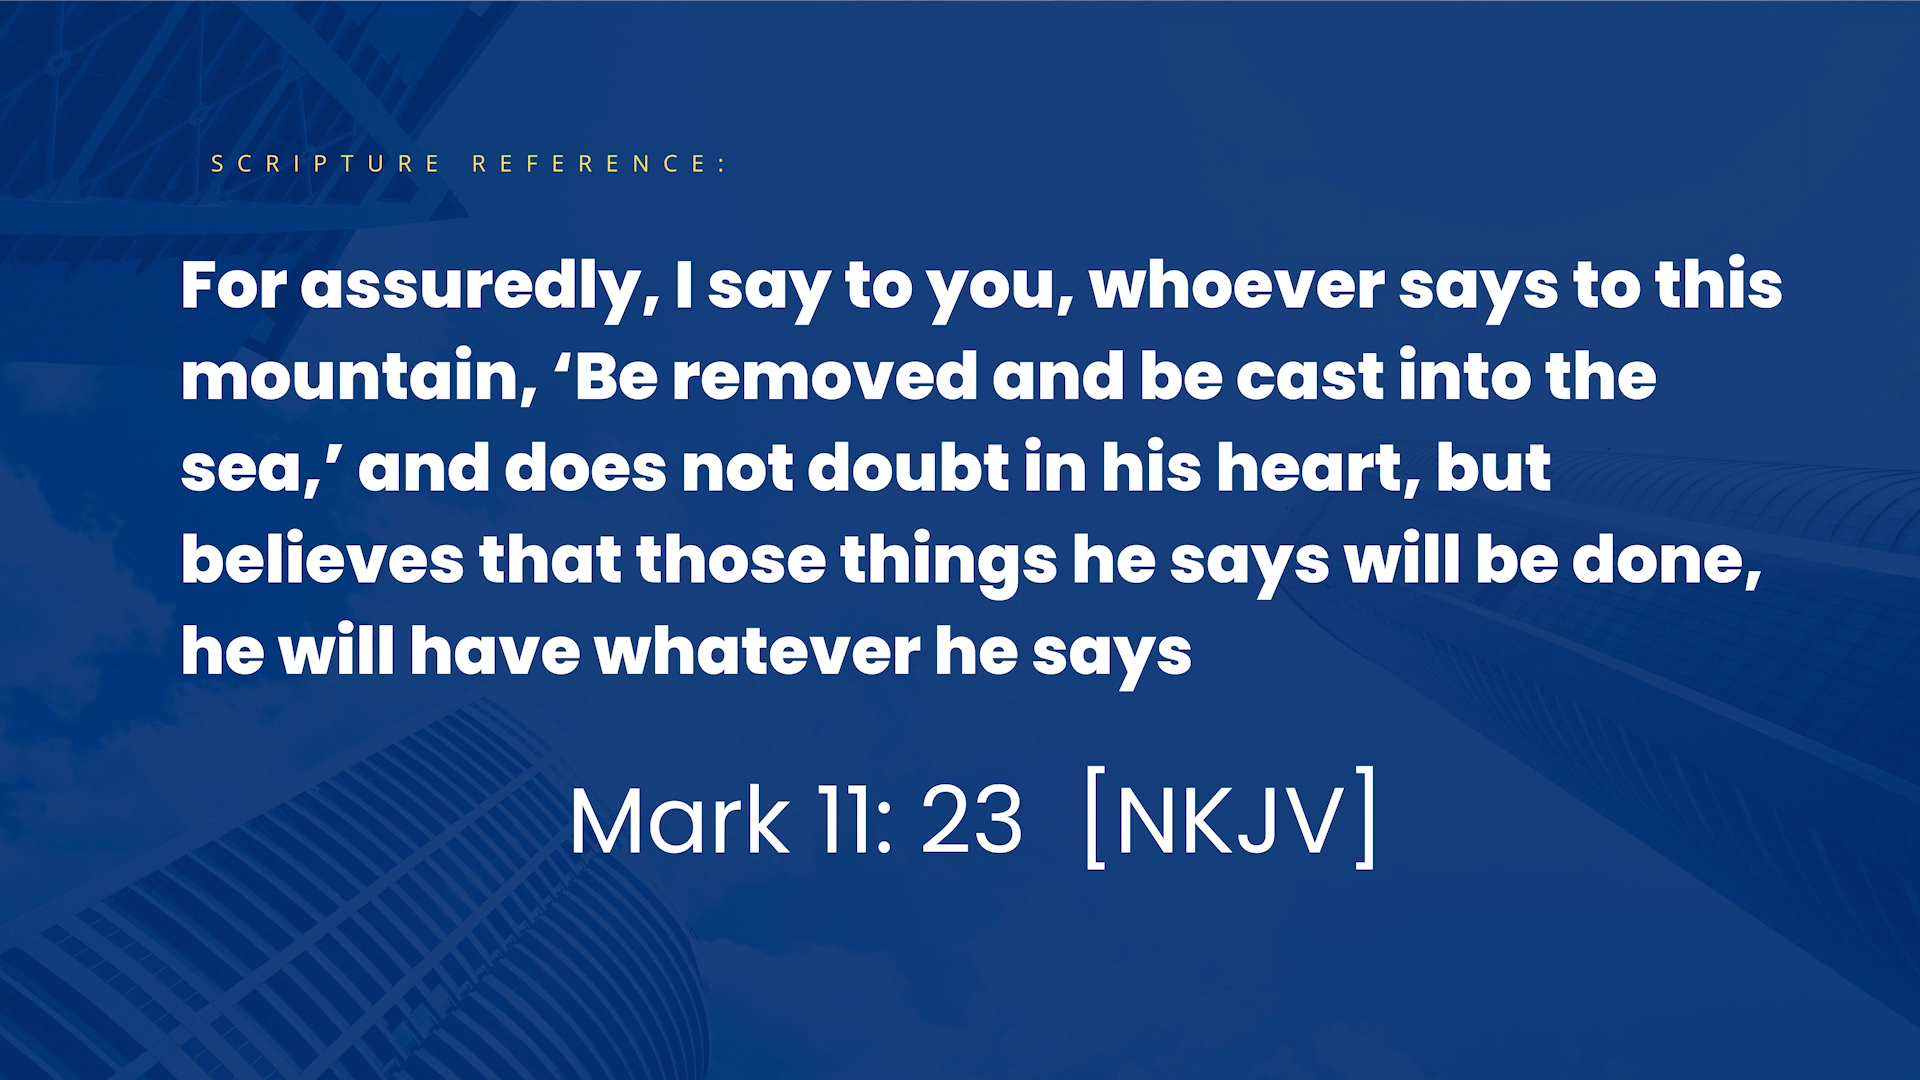 SCRIPTURE REFERENCE:
For assuredly, I say to you, whoever says to this
mountain, ‘Be removed and be cast into the
sea,’ and does not doubt in his heart, but
believes that those things he says will be done,
he will have whatever he says
Mark 11: 23 [NKJV]